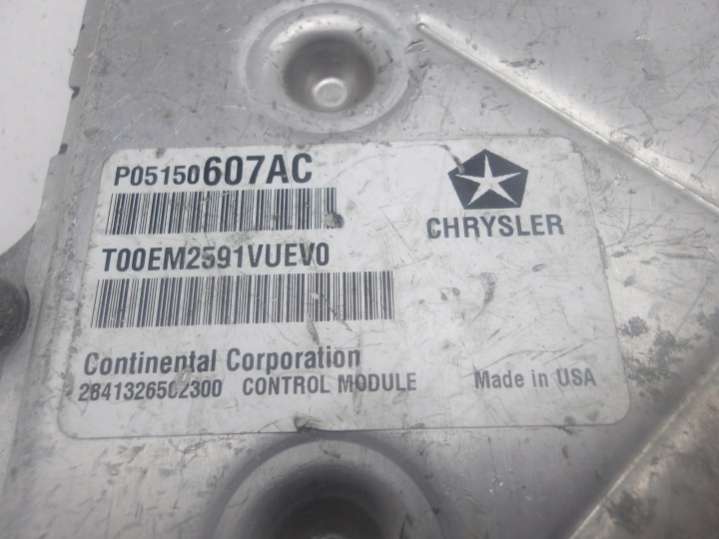 P05150607AC
CHRYSLER
T00EM2591VUEV0
Continental Corporation
2841326502300 CONTROL MODULE Made in USA